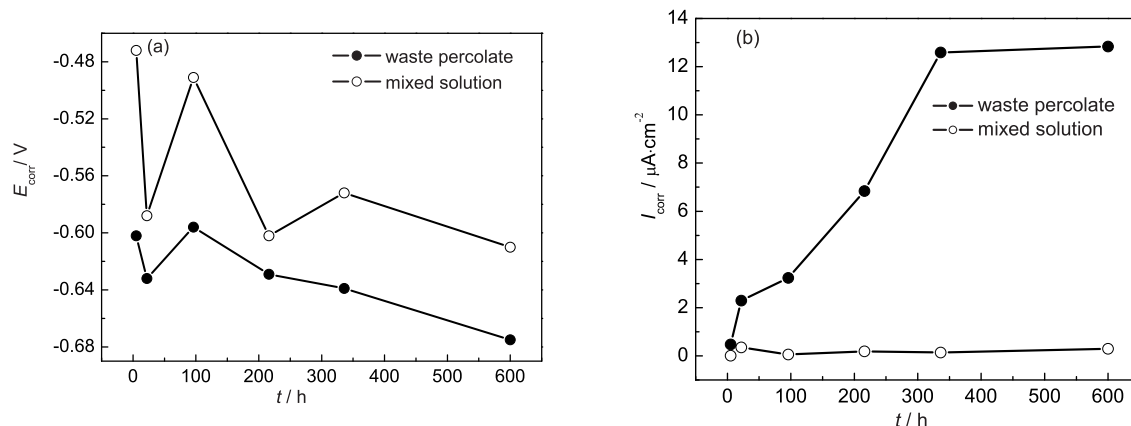 (a)
waste percolate
mixed solution
-0.48
-0.52
-0.56
-0.60
-0.64
-0.68
E corr / V
0 100 200 300 400 500 600
t / h
(b)
waste percolate
mixed solution
14
12
10
8
6
4
2
0
I corr / µA·cm-2
0 100 200 300 400 500 600
t / h